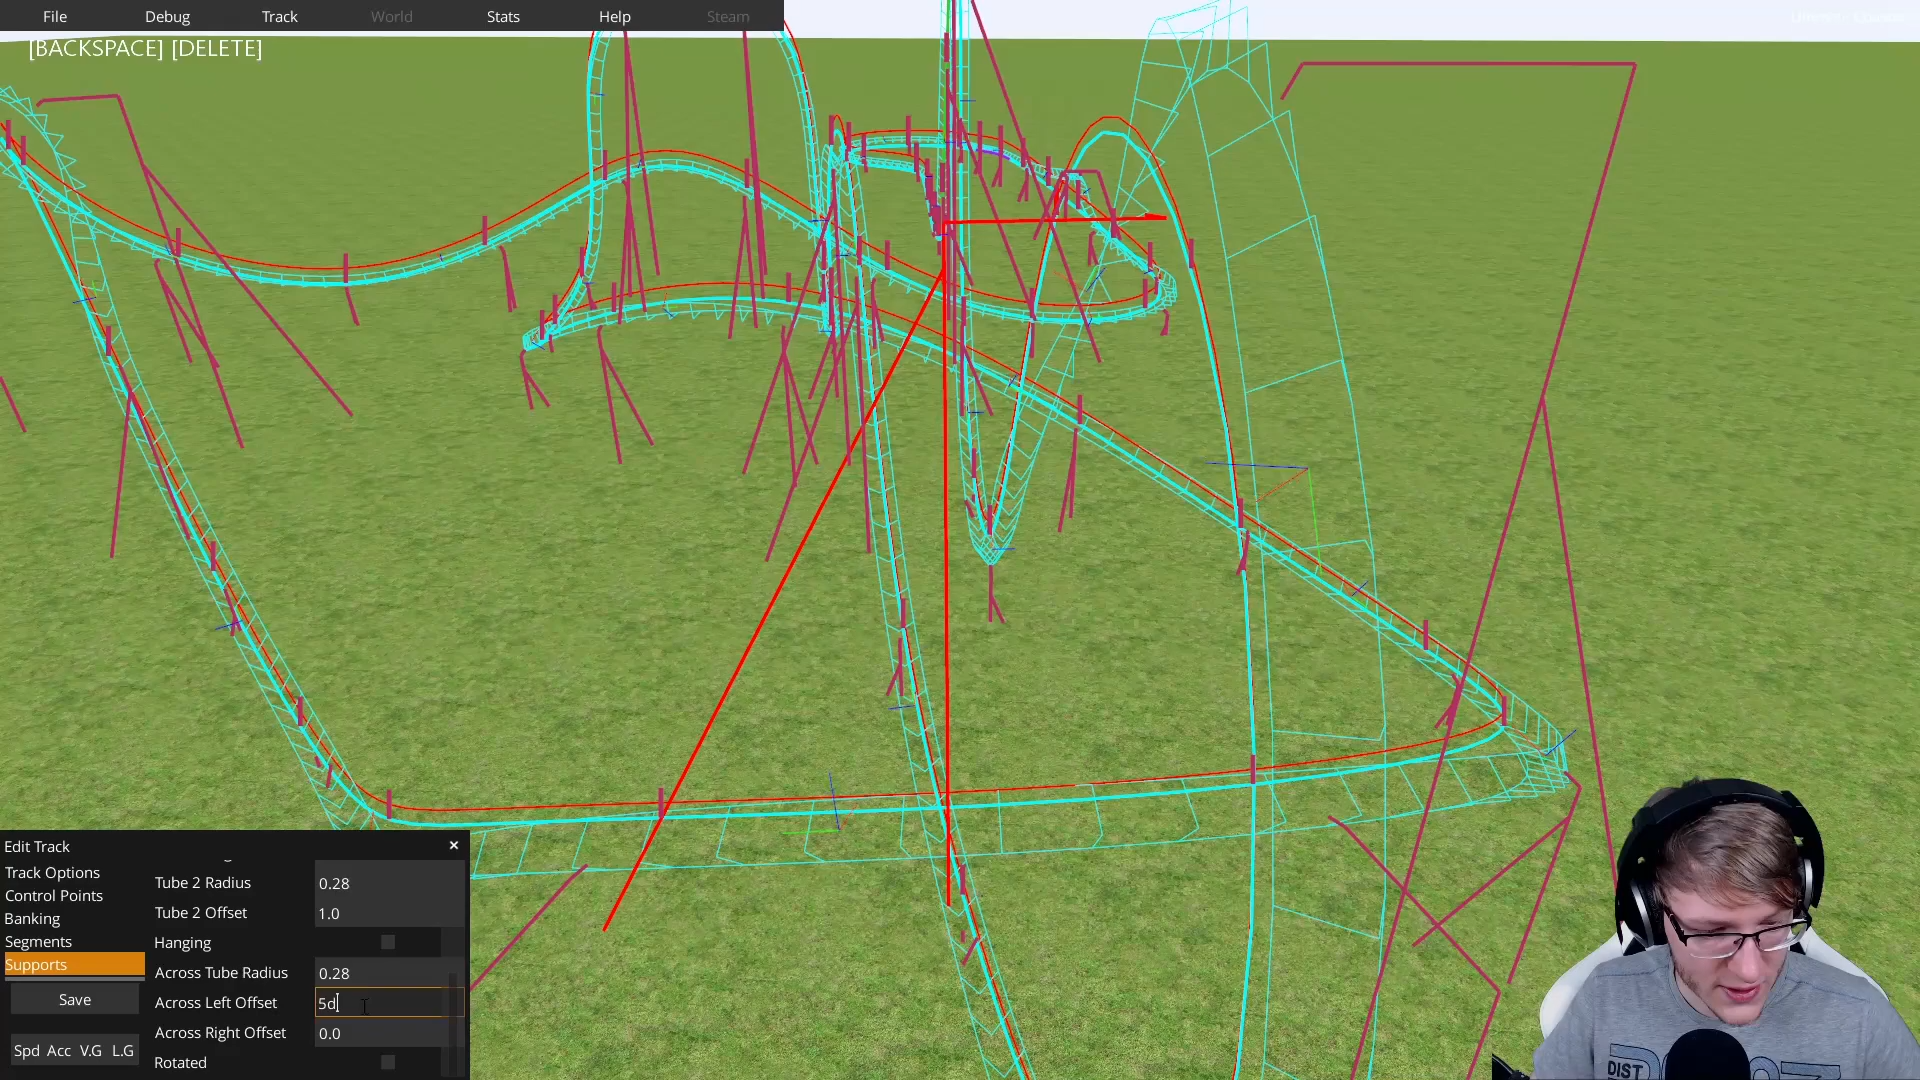 File Debug Track World Stats Help Steam
[BACKSPACE] [DELETE]
Edit Track
×
Track Options
Control Points
Banking
Segments
Supports
Save
Spd Acc V.G L.G
Tube 2 Radius 0.28
Tube 2 Offset 1.0
Hanging
Across Tube Radius 0.28
Across Left Offset 5d
Across Right Offset 0.0
Rotated
DIST